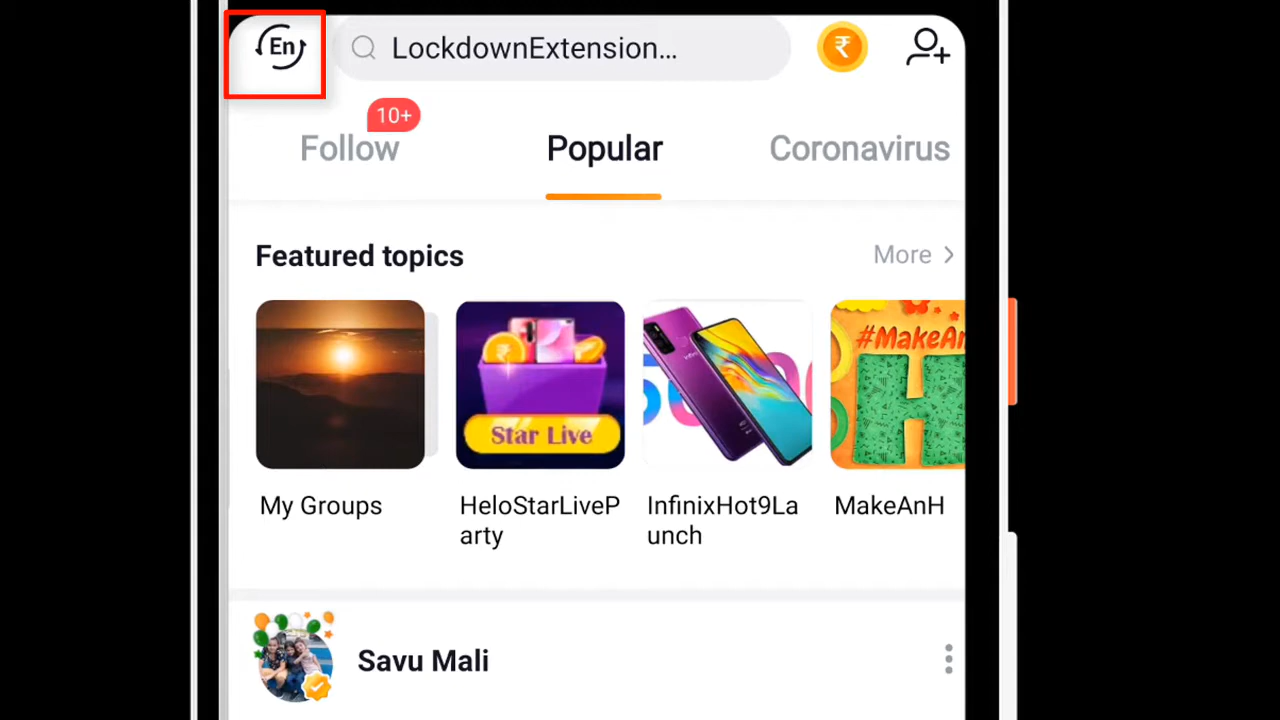 En
LockdownExtension...
₹
10+
Follow
Popular
Coronavirus
Featured topics
More
₹
Star Live
infinix
#MakeAn
H
My Groups
HeloStarLiveP
arty
InfinixHot9La
unch
MakeAnH
Savu Mali